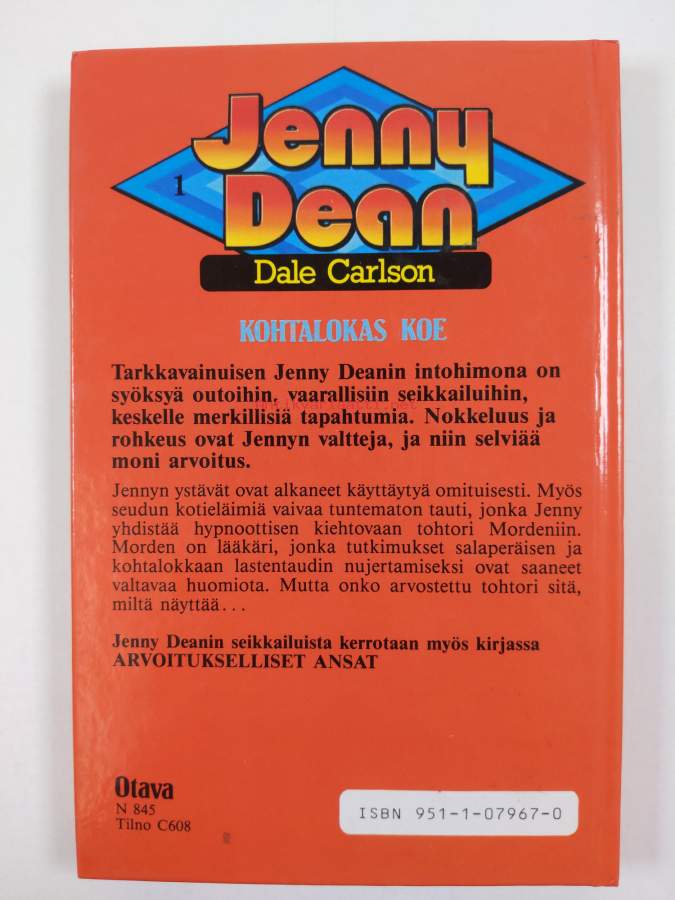 Jenny
1
Dean
Dale Carlson
KOHTALOKAS KOE
Tarkkavainuisen Jenny Deanin intohimona on
syöksyä outoihin, vaarallisiin seikkailuihin,
keskelle merkillisiä tapahtumia. Nokkeluus ja
rohkeus ovat Jennyn valtteja, ja niin selviää
moni arvoitus.
Jennyn ystävät ovat alkaneet käyttäytyä omituisesti. Myös
seudun kotieläimiä vaivaa tuntematon tauti, jonka Jenny
yhdistää hypnoottisen kiehtovaan tohtori Mordeniin.
Morden on lääkäri, jonka tutkimukset salaperäisen ja
kohtalokkaan lastentaudin nujertamiseksi ovat saaneet
valtavaa huomiota. Mutta onko arvostettu tohtori sitä,
miltä näyttää...
Jenny Deanin seikkailuista kerrotaan myös kirjassa
ARVOITUKSELLISET ANSAT
Otava
N 845
Tilno C608
ISBN 951-1-07967-0